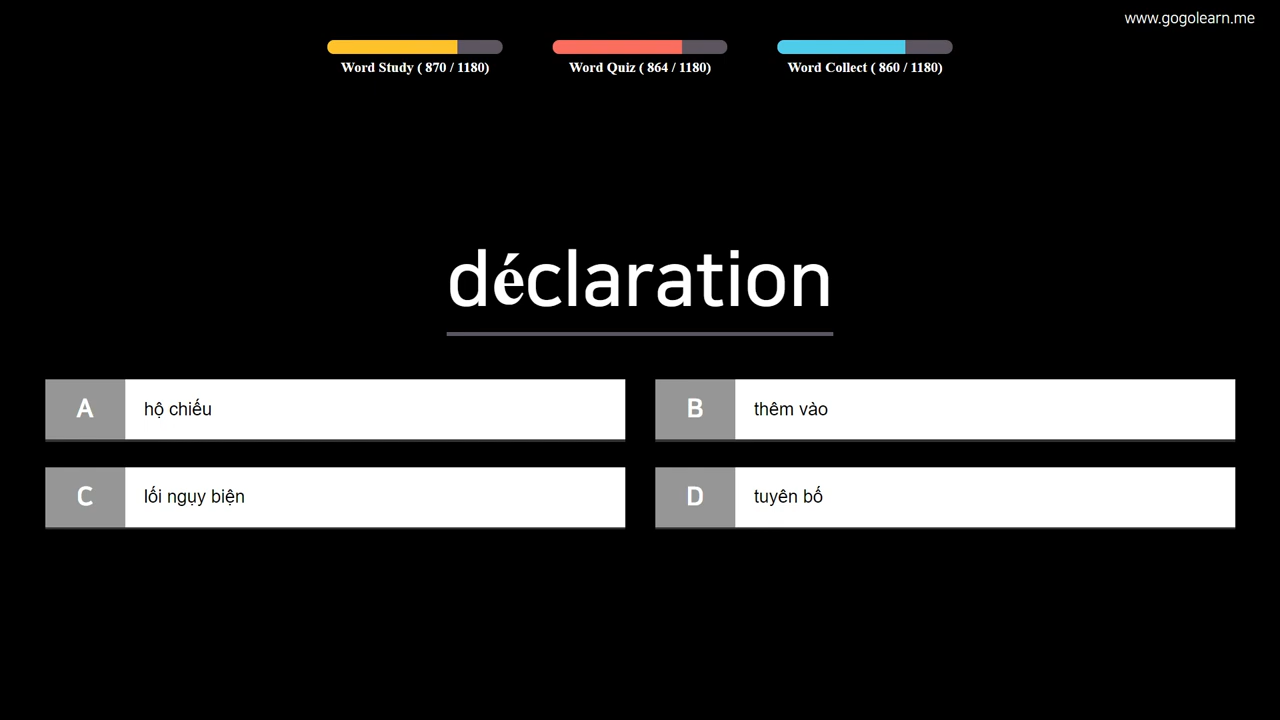 www.gogolearn.me
Word Study ( 870 / 1180)
Word Quiz ( 864 / 1180)
Word Collect ( 860 / 1180)
déclaration
A hộ chiếu
B thêm vào
C lối ngụy biện
D tuyên bố